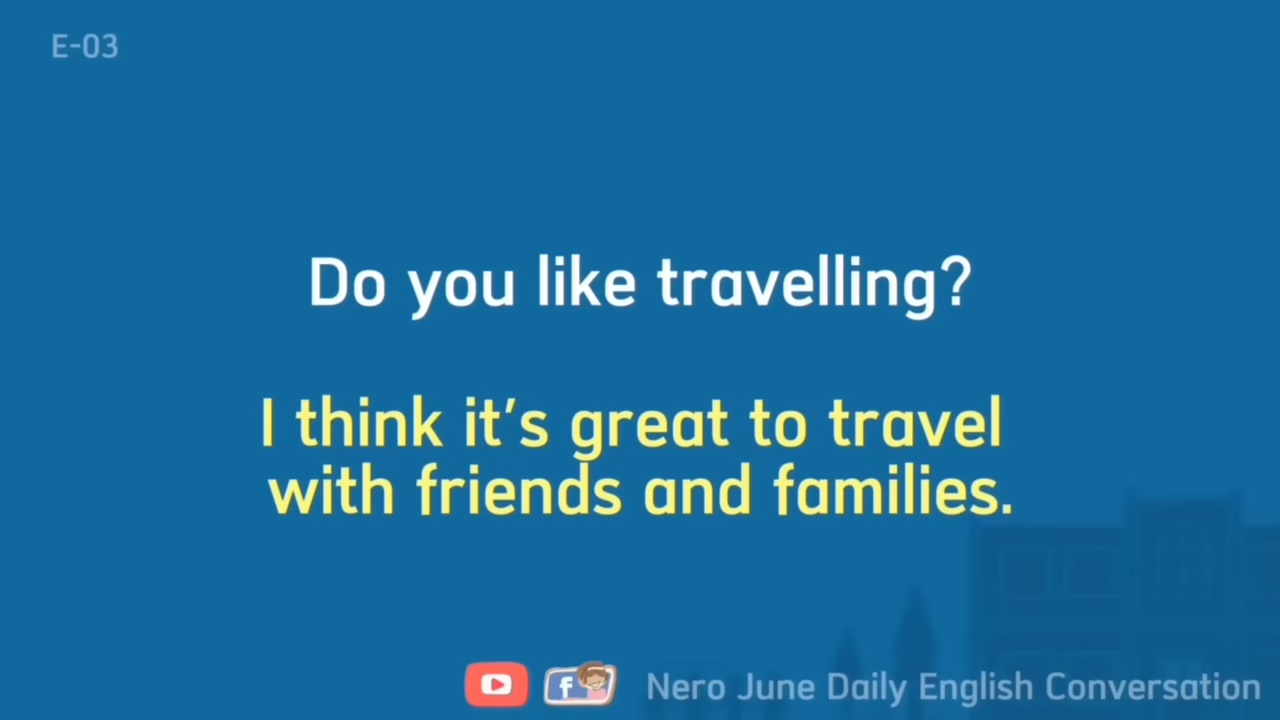 E-03
Do you like travelling?
I think it's great to travel
with friends and families.
f
Nero June Daily English Conversation